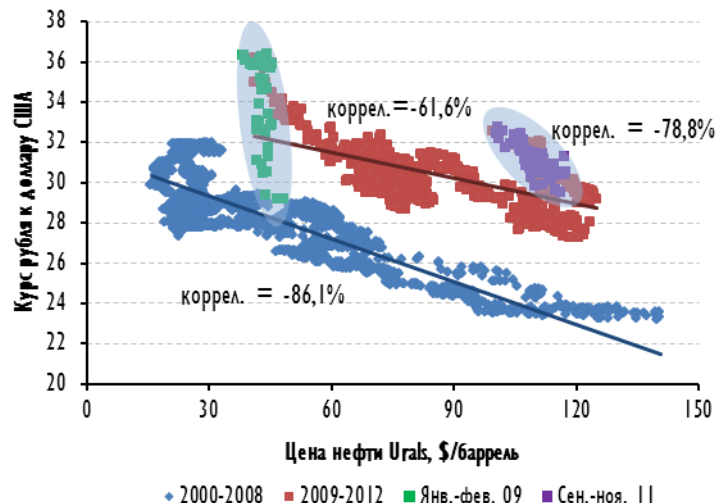 Курс рубля к доллару США
38
36
34
32
30
28
26
24
22
20
коррел.=-61,6%
коррел. = -78,8%
коррел. = -86,1%
0 30 60 90 120 150
Цена нефти Urals, $/баррель
2000-2008 2009-2012 Янв.-фев. 09 Сен.-ноя. 11